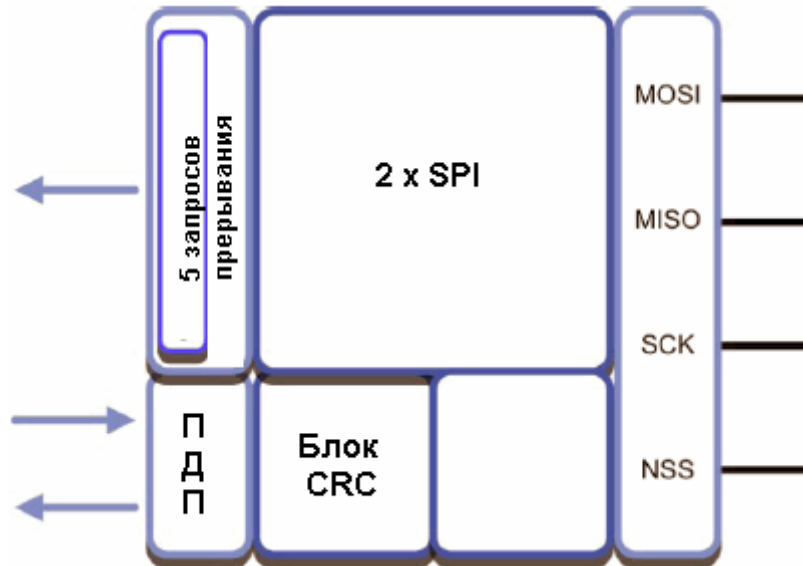 5 запросов
прерывания
2 x SPI
MOSI
MISO
SCK
NSS
П
Д
П
Блок
CRC